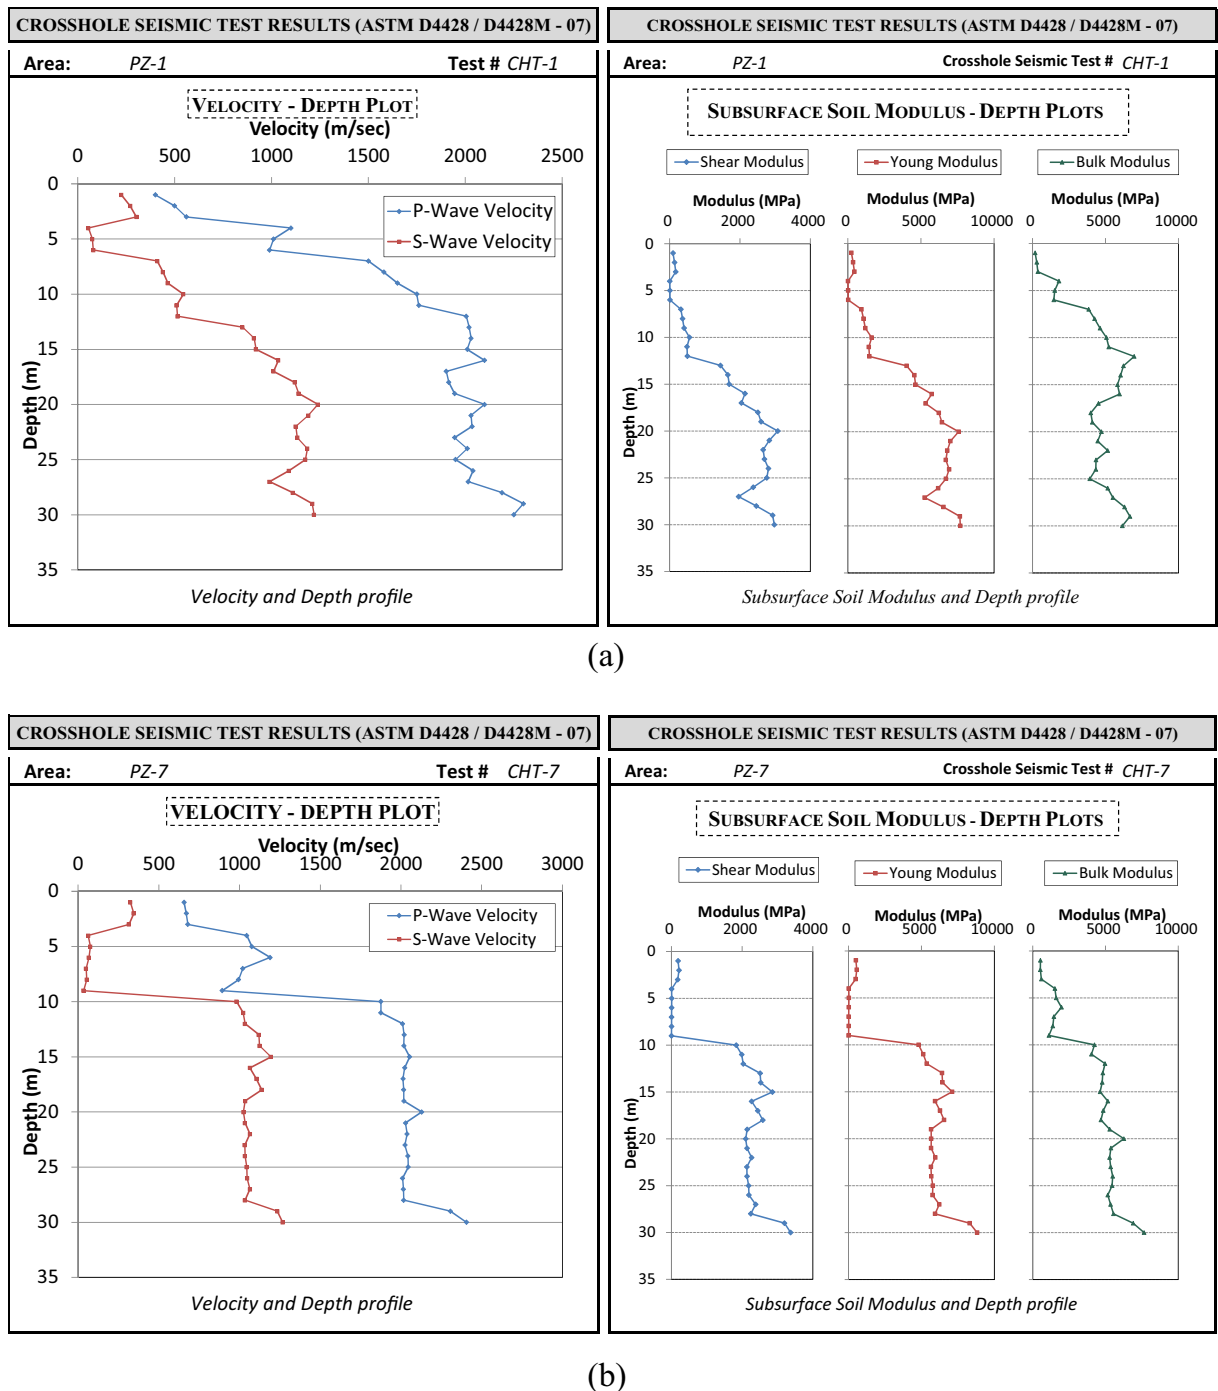 CROSSHOLE SEISMIC TEST RESULTS (ASTM D4428 / D4428M - 07)
Area: PZ-1 Test # CHT-1
VELOCITY - DEPTH PLOT
Velocity (m/sec)
0 500 1000 1500 2000 2500
0
5
10
15
20
25
30
35
Depth (m)
P-Wave Velocity
S-Wave Velocity
Velocity and Depth profile
CROSSHOLE SEISMIC TEST RESULTS (ASTM D4428 / D4428M - 07)
Area: PZ-1 Crosshole Seismic Test # CHT-1
SUBSURFACE SOIL MODULUS - DEPTH PLOTS
Shear Modulus Young Modulus Bulk Modulus
Modulus (MPa) Modulus (MPa) Modulus (MPa)
0 2000 4000 0 5000 10000 0 5000 10000
0
5
10
15
20
25
30
35
Depth (m)
Subsurface Soil Modulus and Depth profile
(a)
CROSSHOLE SEISMIC TEST RESULTS (ASTM D4428 / D4428M - 07)
Area: PZ-7 Test # CHT-7
VELOCITY - DEPTH PLOT
Velocity (m/sec)
0 500 1000 1500 2000 2500 3000
0
5
10
15
20
25
30
35
Depth (m)
P-Wave Velocity
S-Wave Velocity
Velocity and Depth profile
CROSSHOLE SEISMIC TEST RESULTS (ASTM D4428 / D4428M - 07)
Area: PZ-7 Crosshole Seismic Test # CHT-7
SUBSURFACE SOIL MODULUS - DEPTH PLOTS
Shear Modulus Young Modulus Bulk Modulus
Modulus (MPa) Modulus (MPa) Modulus (MPa)
0 2000 4000 0 5000 10000 0 5000 10000
0
5
10
15
20
25
30
35
Depth (m)
Subsurface Soil Modulus and Depth profile
(b)